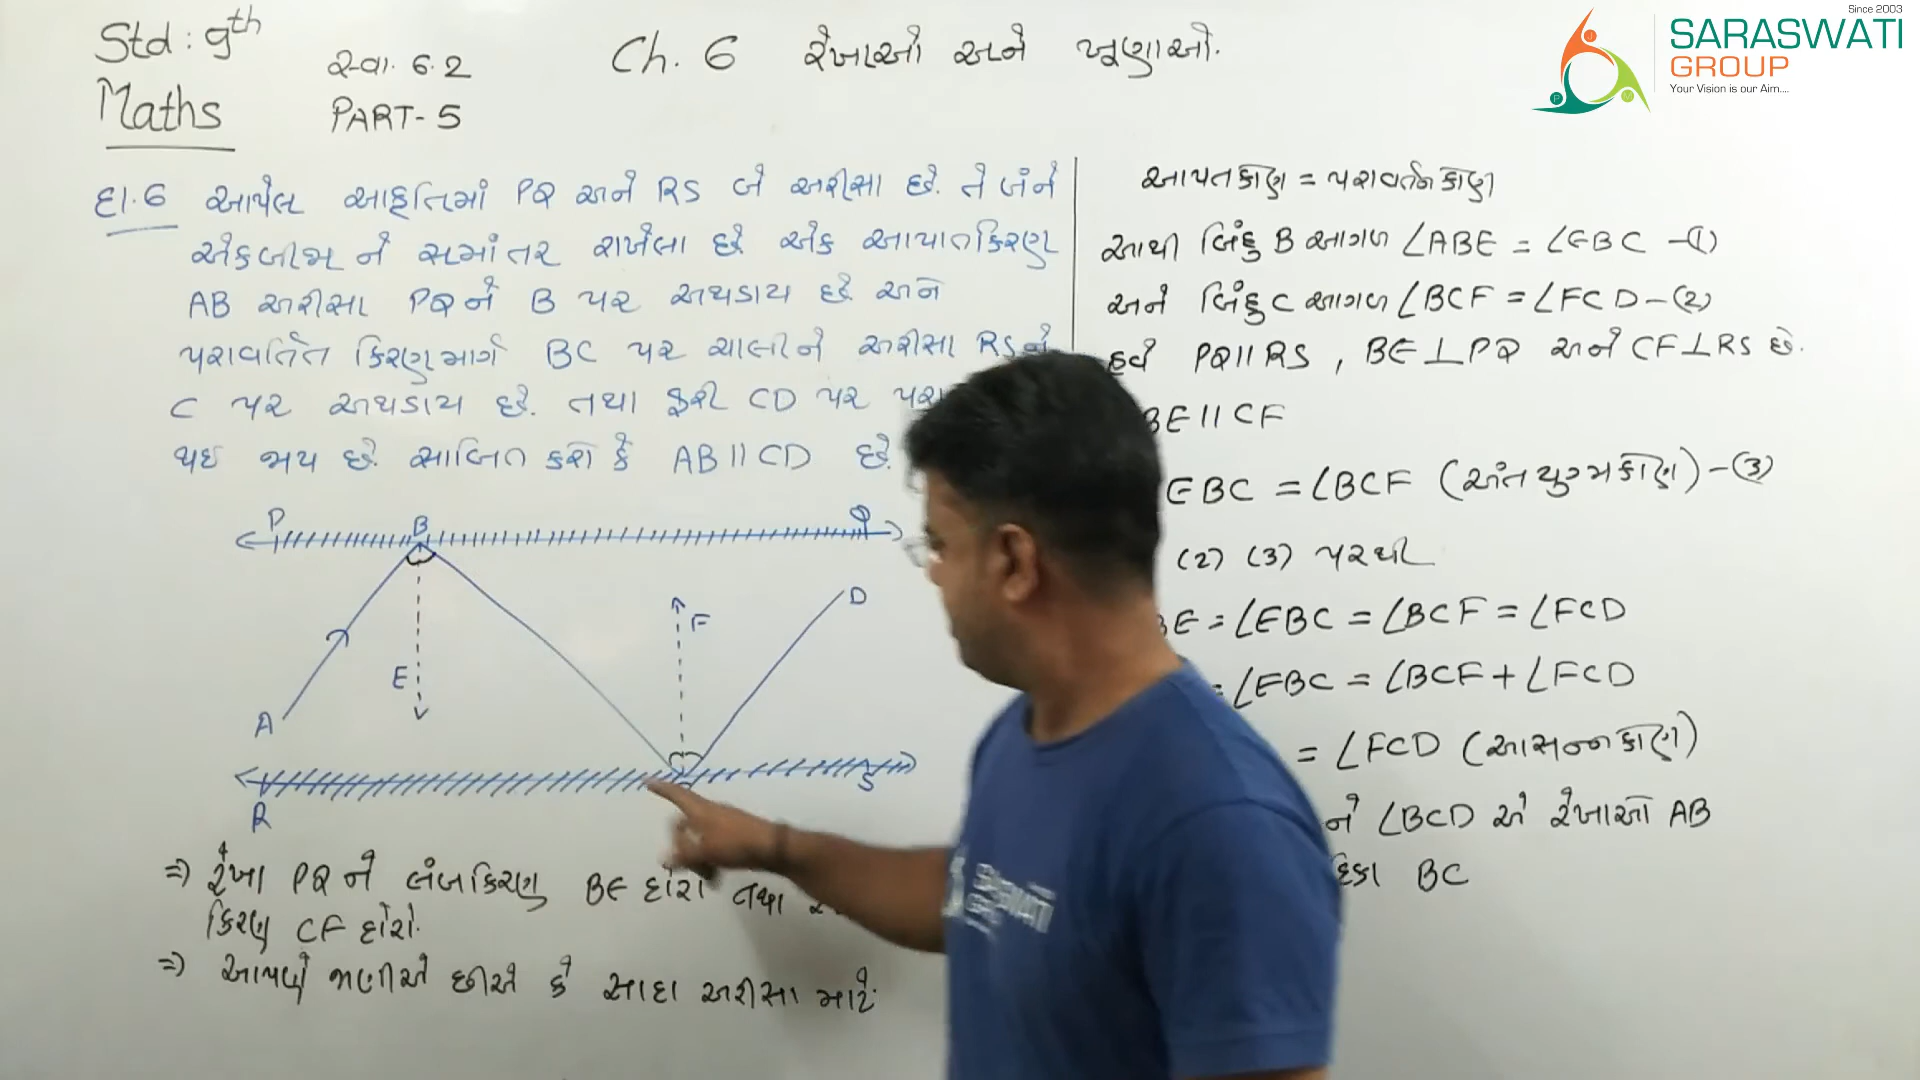 Std : 9th
Maths
સ્વા. 6.2
PART-5
Ch. 6 રેખાઓ અને ખૂણાઓ.
Since 2003
SARASWATI
GROUP
Your Vision is our Aim....
દા.6 આપેલ આકૃતિમાં PQ અને RS બે અરીસા છે. તે બંને
એકબીજા ને સમાંતર રાખેલા છે. એક આપાતકિરણ
AB અરીસા PQ ને B પર અથડાય છે અને
પરાવર્તિત કિરણ માર્ગ BC પર ચાલીને અરીસા RS ને
C પર અથડાય છે. તથા ફરી CD પર
થઈ જાય છે. સાબિત કરો કે AB || CD છે.
P B Q
F D
E
A
R S
⇒ રેખા PQ ને લંબકિરણ BE દોરો તથા
કિરણ CF દોરો.
⇒ આપણે જાણીએ છીએ કે સાદા અરીસા માટે
આપતકોણ = પરાવર્તનકોણ
આથી બિંદુ B આગળ ∠ABE = ∠EBC -(1)
અને બિંદુ C આગળ ∠BCF = ∠FCD -(2)
હવે PQ || RS , BE ⊥ PQ અને CF ⊥ RS છે.
BE || CF
EBC = ∠BCF (અંત યુગ્મકોણ) -(3)
(2) (3) પરથી
BE = ∠EBC = ∠BCF = ∠FCD
∠EBC = ∠BCF + ∠FCD
= ∠FCD (આસન્નકોણ)
ને ∠BCD એ રેખાઓ AB
BC